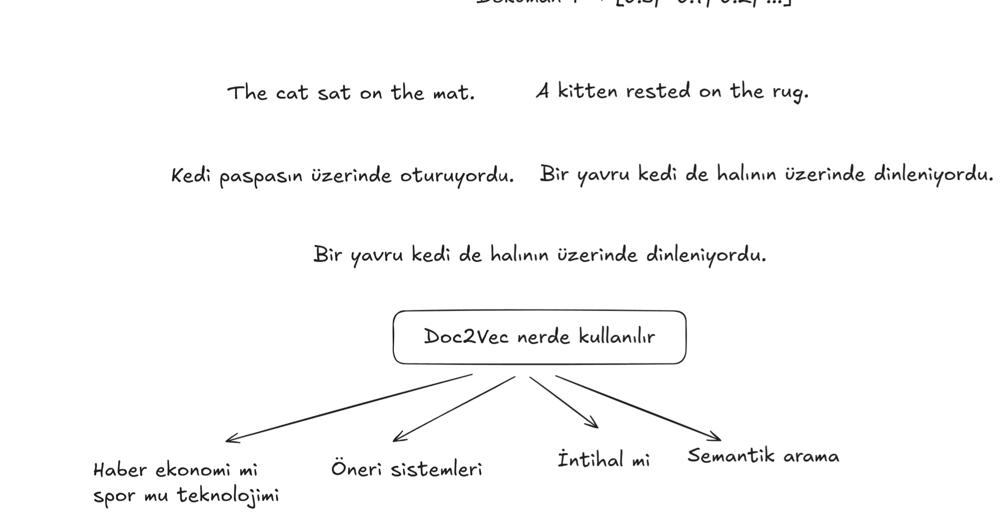 The cat sat on the mat. A kitten rested on the rug.
Kedi paspasın üzerinde oturuyordu. Bir yavru kedi de halının üzerinde dinleniyordu.
Bir yavru kedi de halının üzerinde dinleniyordu.
Doc2Vec nerde kullanılır
Haber ekonomi mi
spor mu teknolojimi
Öneri sistemleri
İntihal mi
Semantik arama